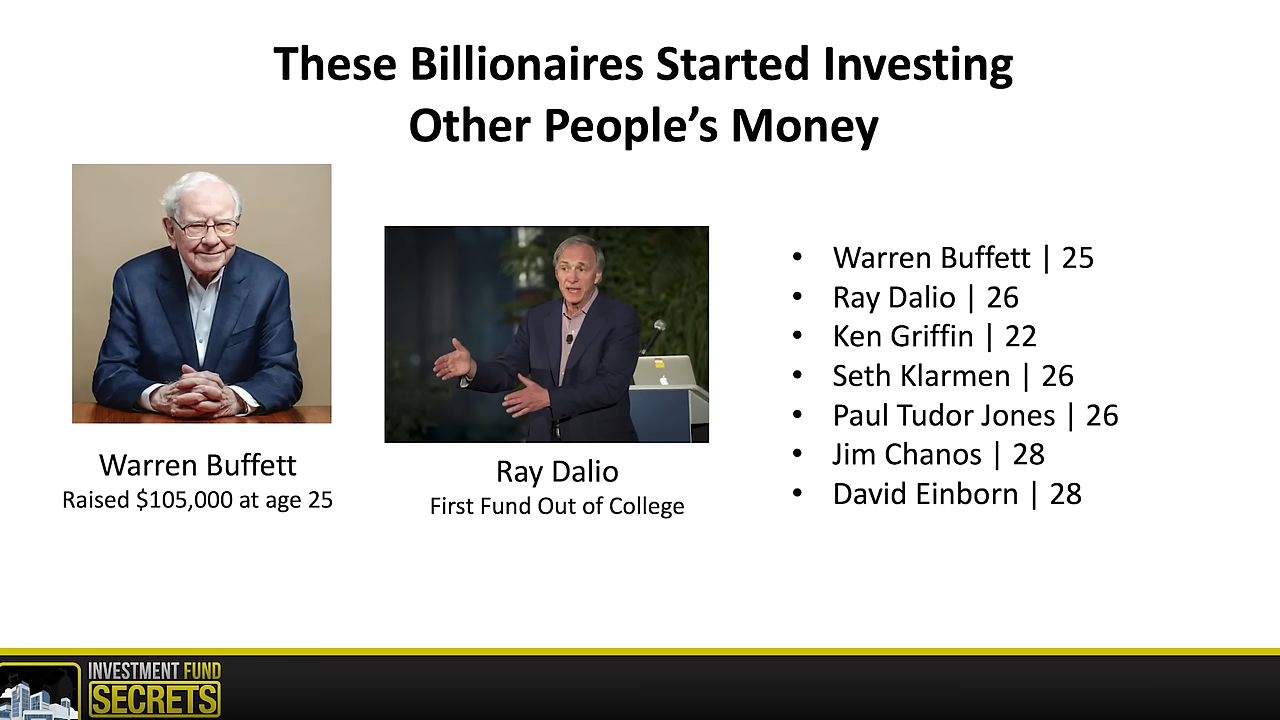 These Billionaires Started Investing
Other People’s Money
Warren Buffett
Raised $105,000 at age 25
Ray Dalio
First Fund Out of College
• Warren Buffett | 25
• Ray Dalio | 26
• Ken Griffin | 22
• Seth Klarmen | 26
• Paul Tudor Jones | 26
• Jim Chanos | 28
• David Einborn | 28
INVESTMENT FUND
SECRETS